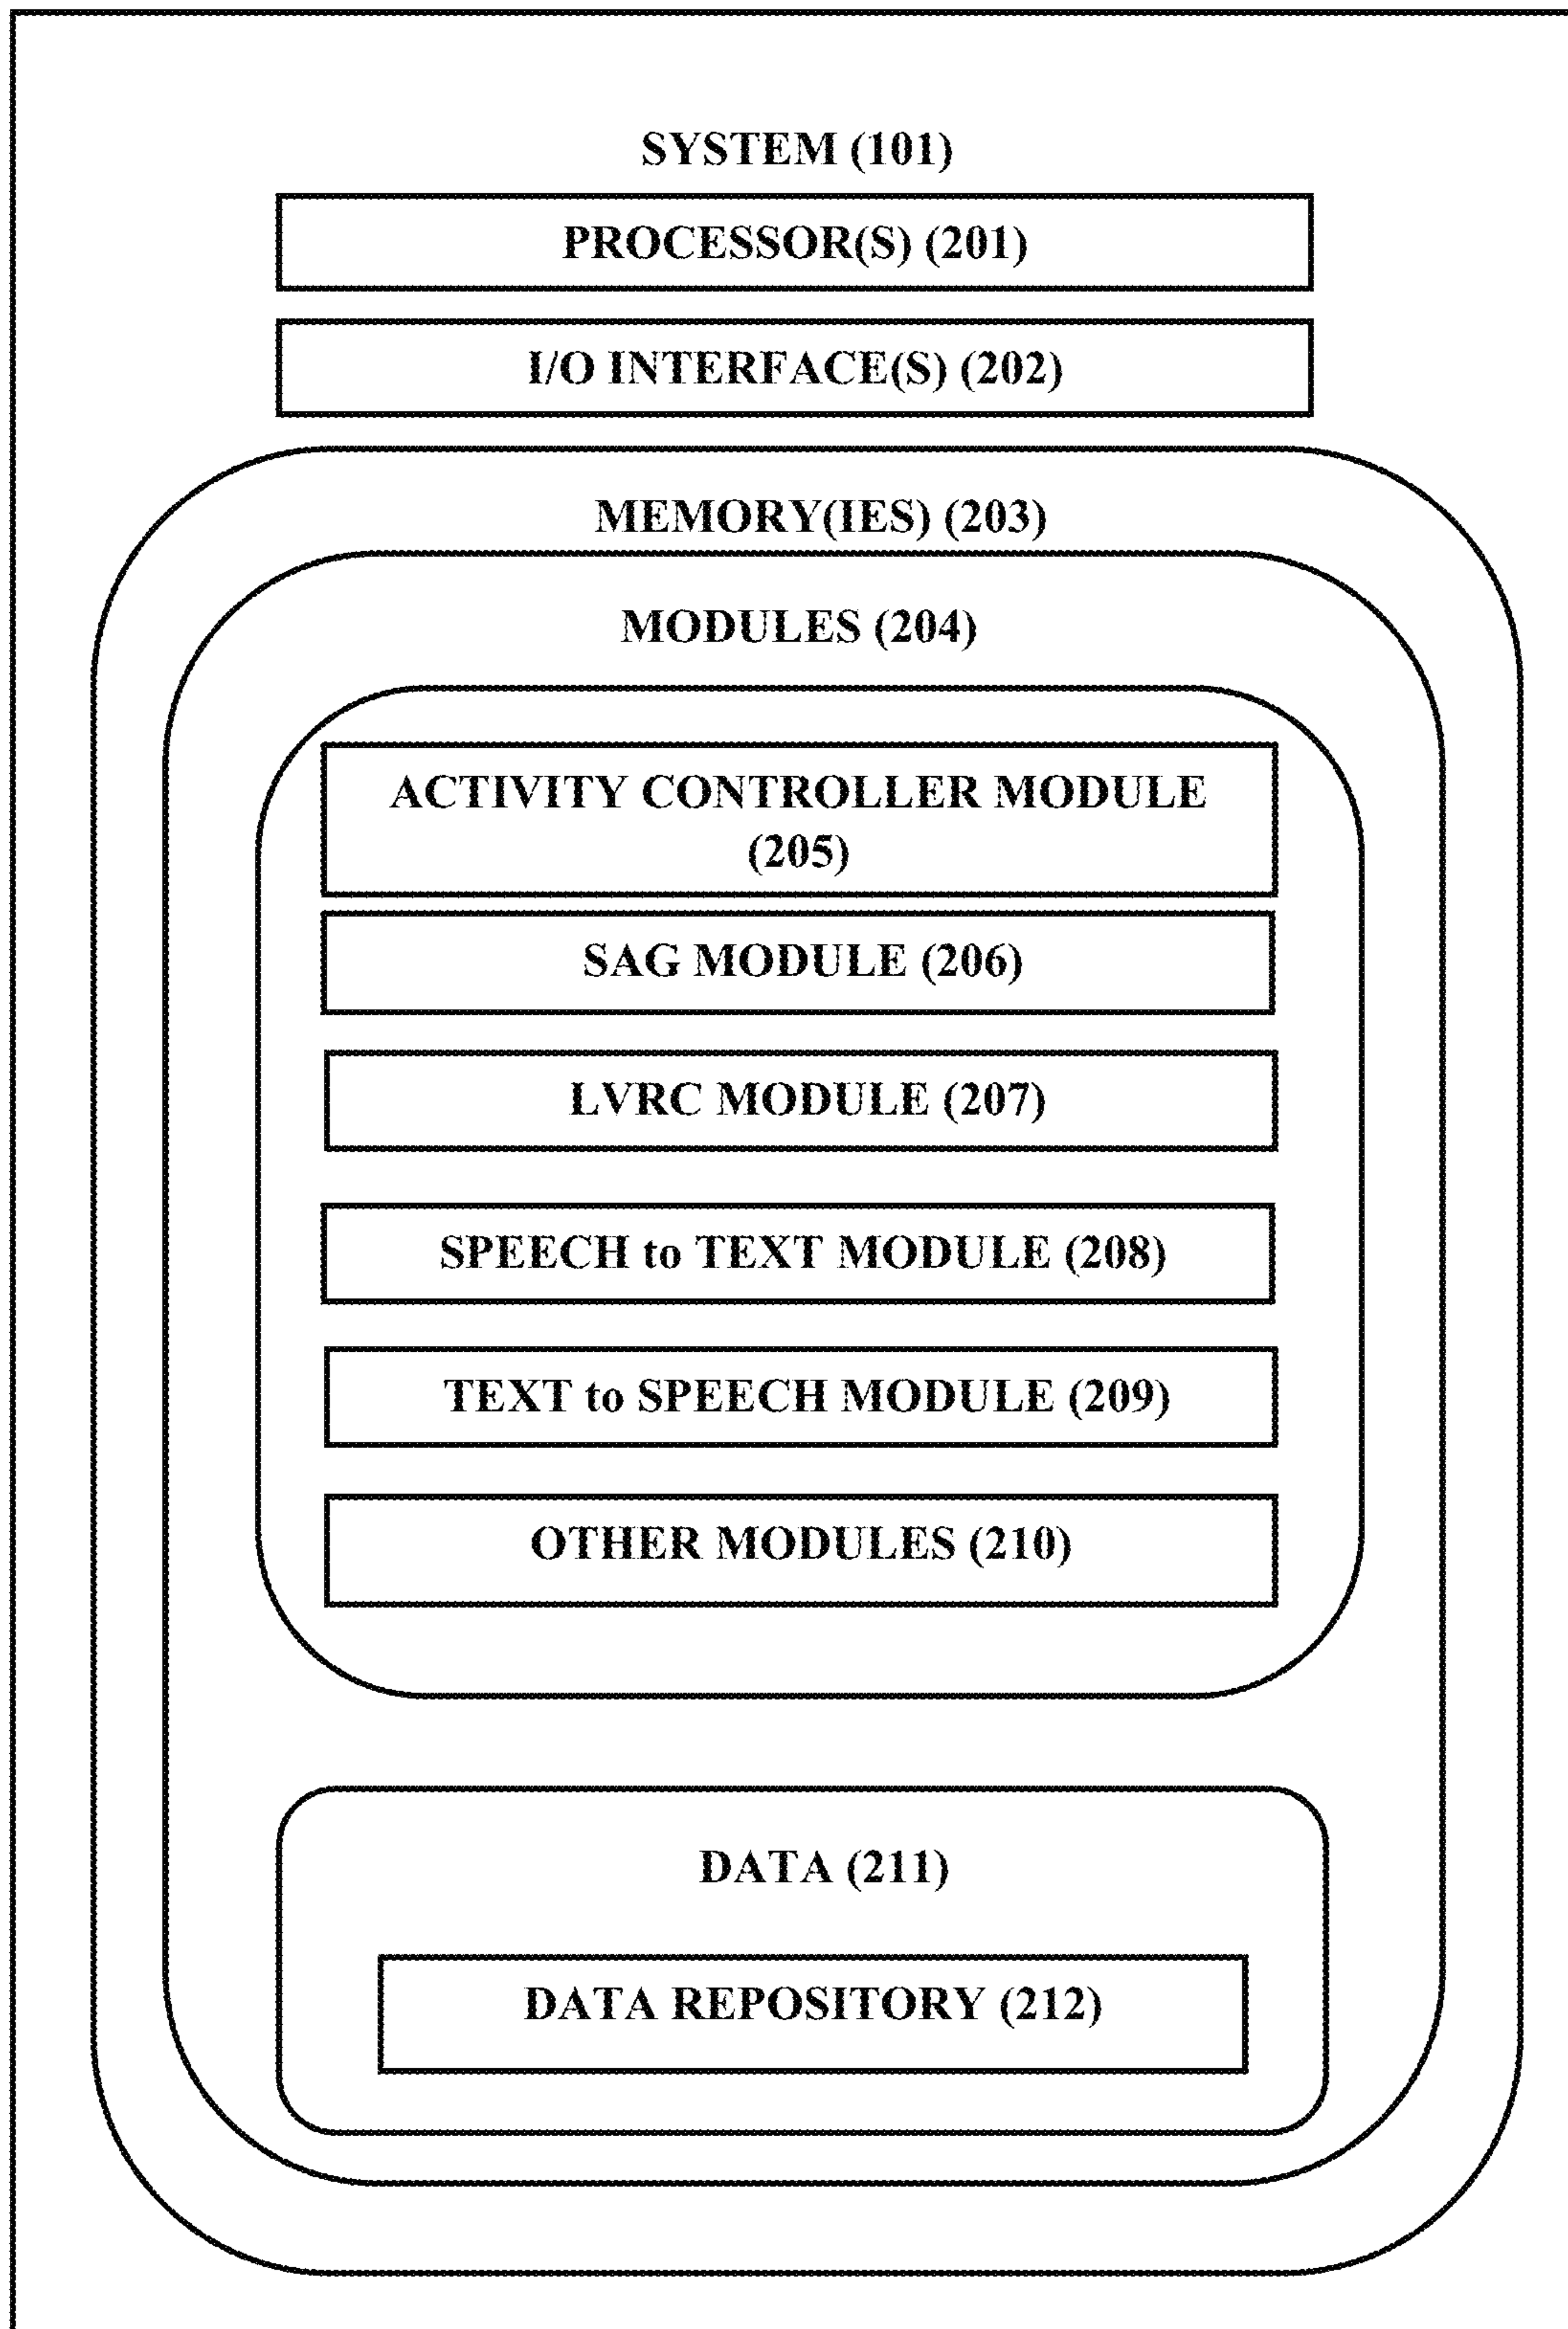 SYSTEM (101)
PROCESSOR(S) (201)
I/O INTERFACE(S) (202)
MEMORY(IES) (203)
MODULES (204)
ACTIVITY CONTROLLER MODULE
(205)
SAG MODULE (206)
LVRC MODULE (207)
SPEECH to TEXT MODULE (208)
TEXT to SPEECH MODULE (209)
OTHER MODULES (210)
DATA (211)
DATA REPOSITORY (212)